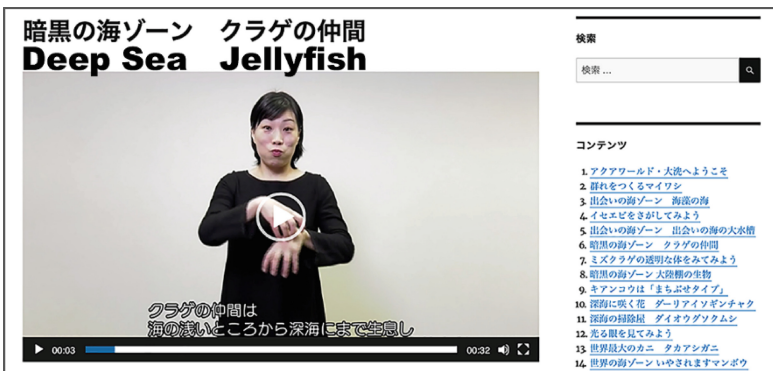 暗黒の海ゾーン　クラゲの仲間
Deep Sea　Jellyfish
クラゲの仲間は
海の浅いところから深海にまで生息し
00:03
00:32
検索
検索 ...
コンテンツ
1. アクアワールド・大洗へようこそ
2. 群れをつくるマイワシ
3. 出会いの海ゾーン　海藻の海
4. イセエビをさがしてみよう
5. 出会いの海ゾーン　出会いの海の大水槽
6. 暗黒の海ゾーン　クラゲの仲間
7. ミズクラゲの透明な体をみてみよう
8. 暗黒の海ゾーン 大陸棚の生物
9. キアンコウは「まちぶせタイプ」
10. 深海に咲く花　ダーリアイソギンチャク
11. 深海の掃除屋　ダイオウグソクムシ
12. 光る眼を見てみよう
13. 世界最大のカニ　タカアシガニ
14. 世界の海ゾーン いやされますマンボウ